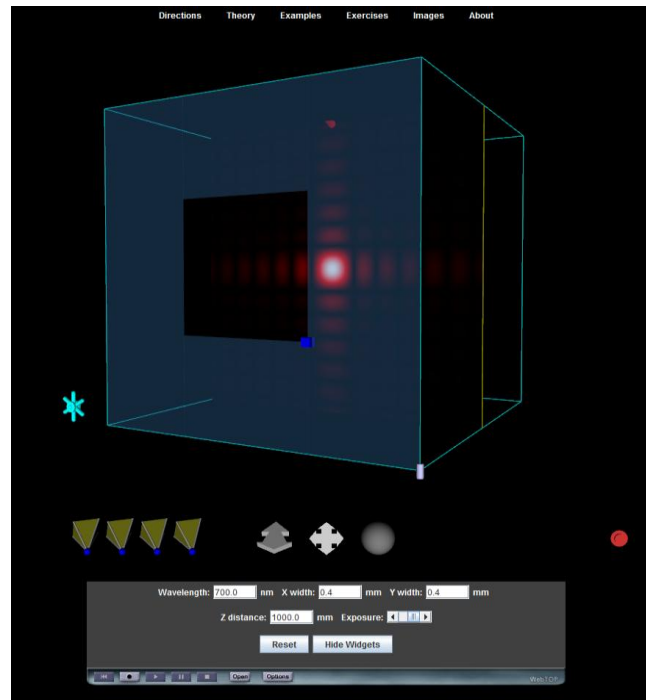 Directions Theory Examples Exercises Images About
Wavelength: 700.0 nm X width: 0.4 mm Y width: 0.4 mm
Z distance: 1000.0 mm Exposure:
Reset Hide Widgets
Open Options WebTOP